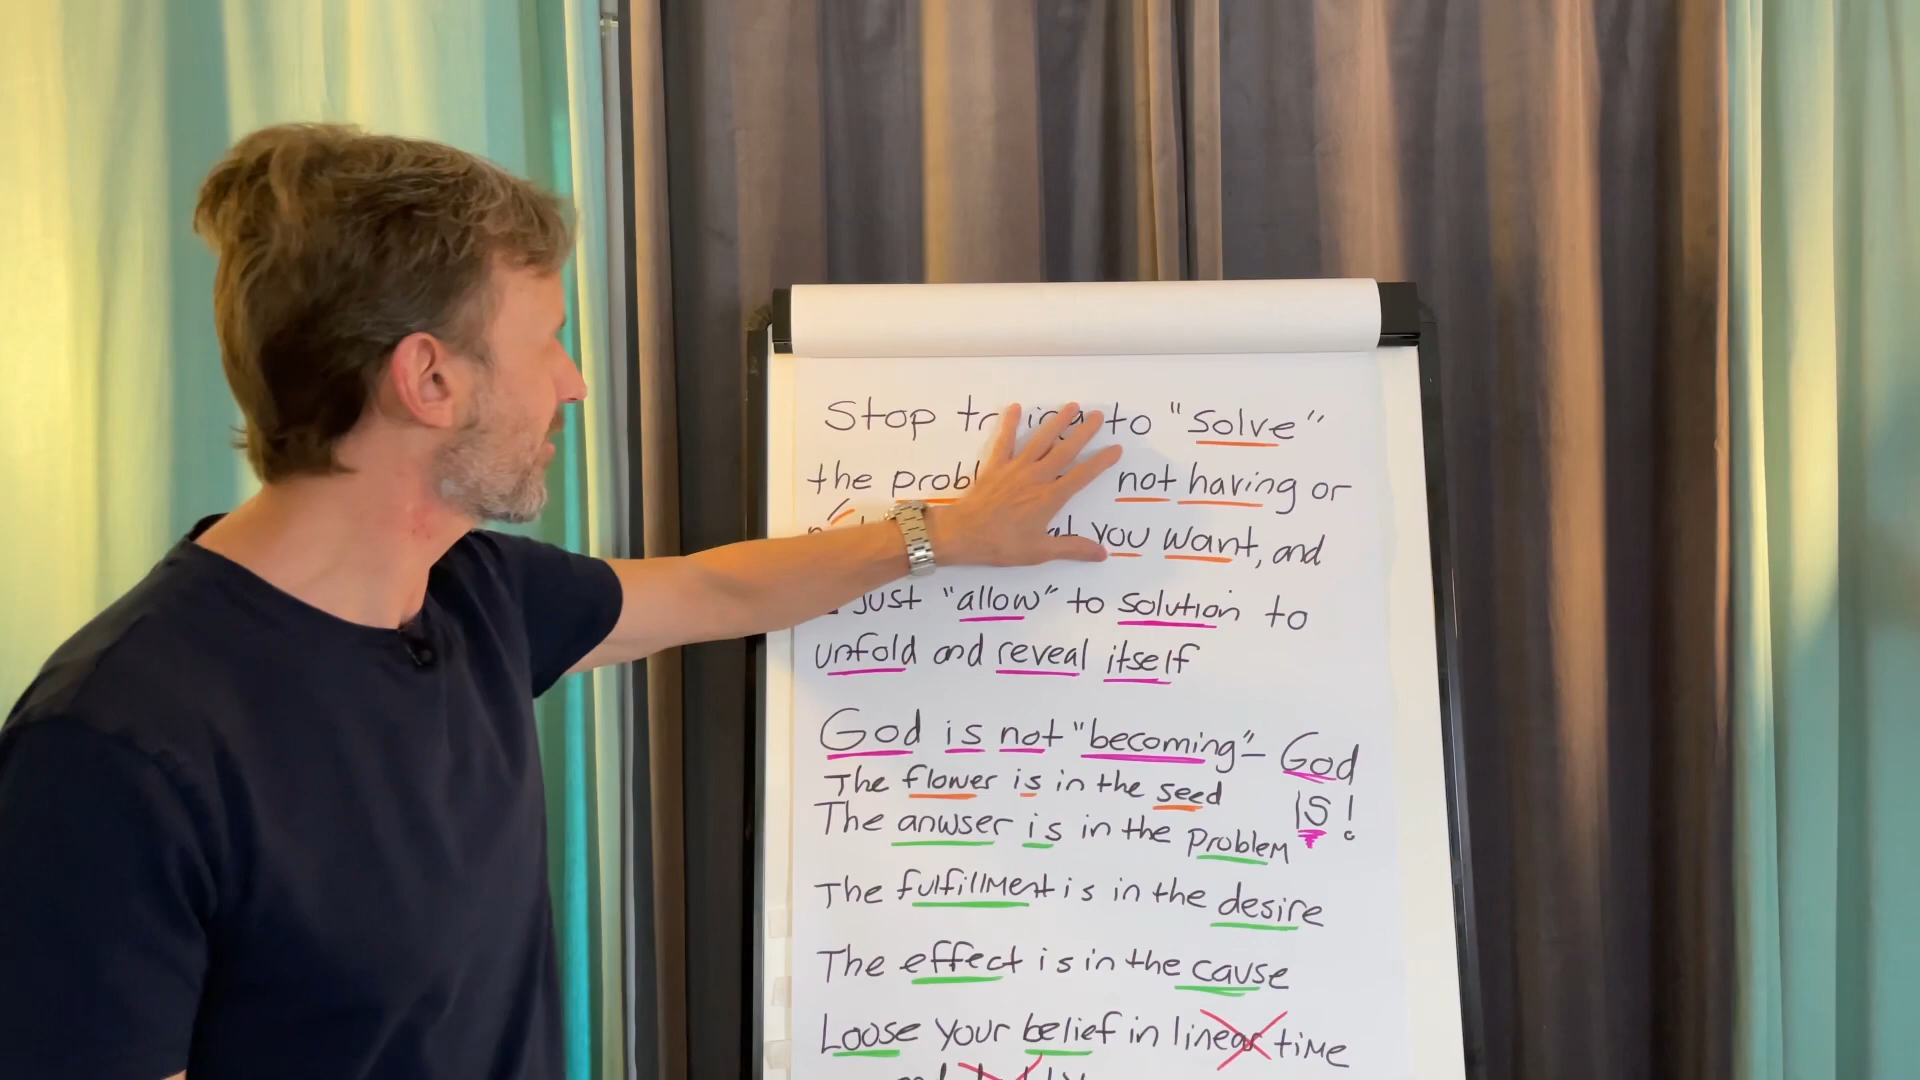 Stop to "solve"
the not having or
you want, and
just "allow" to solution to
unfold and reveal itself
God is not "becoming" - God
IS!
The flower is in the seed
The anwser is in the problem
The fulfillment is in the desire
The effect is in the cause
Loose your belief in linear time